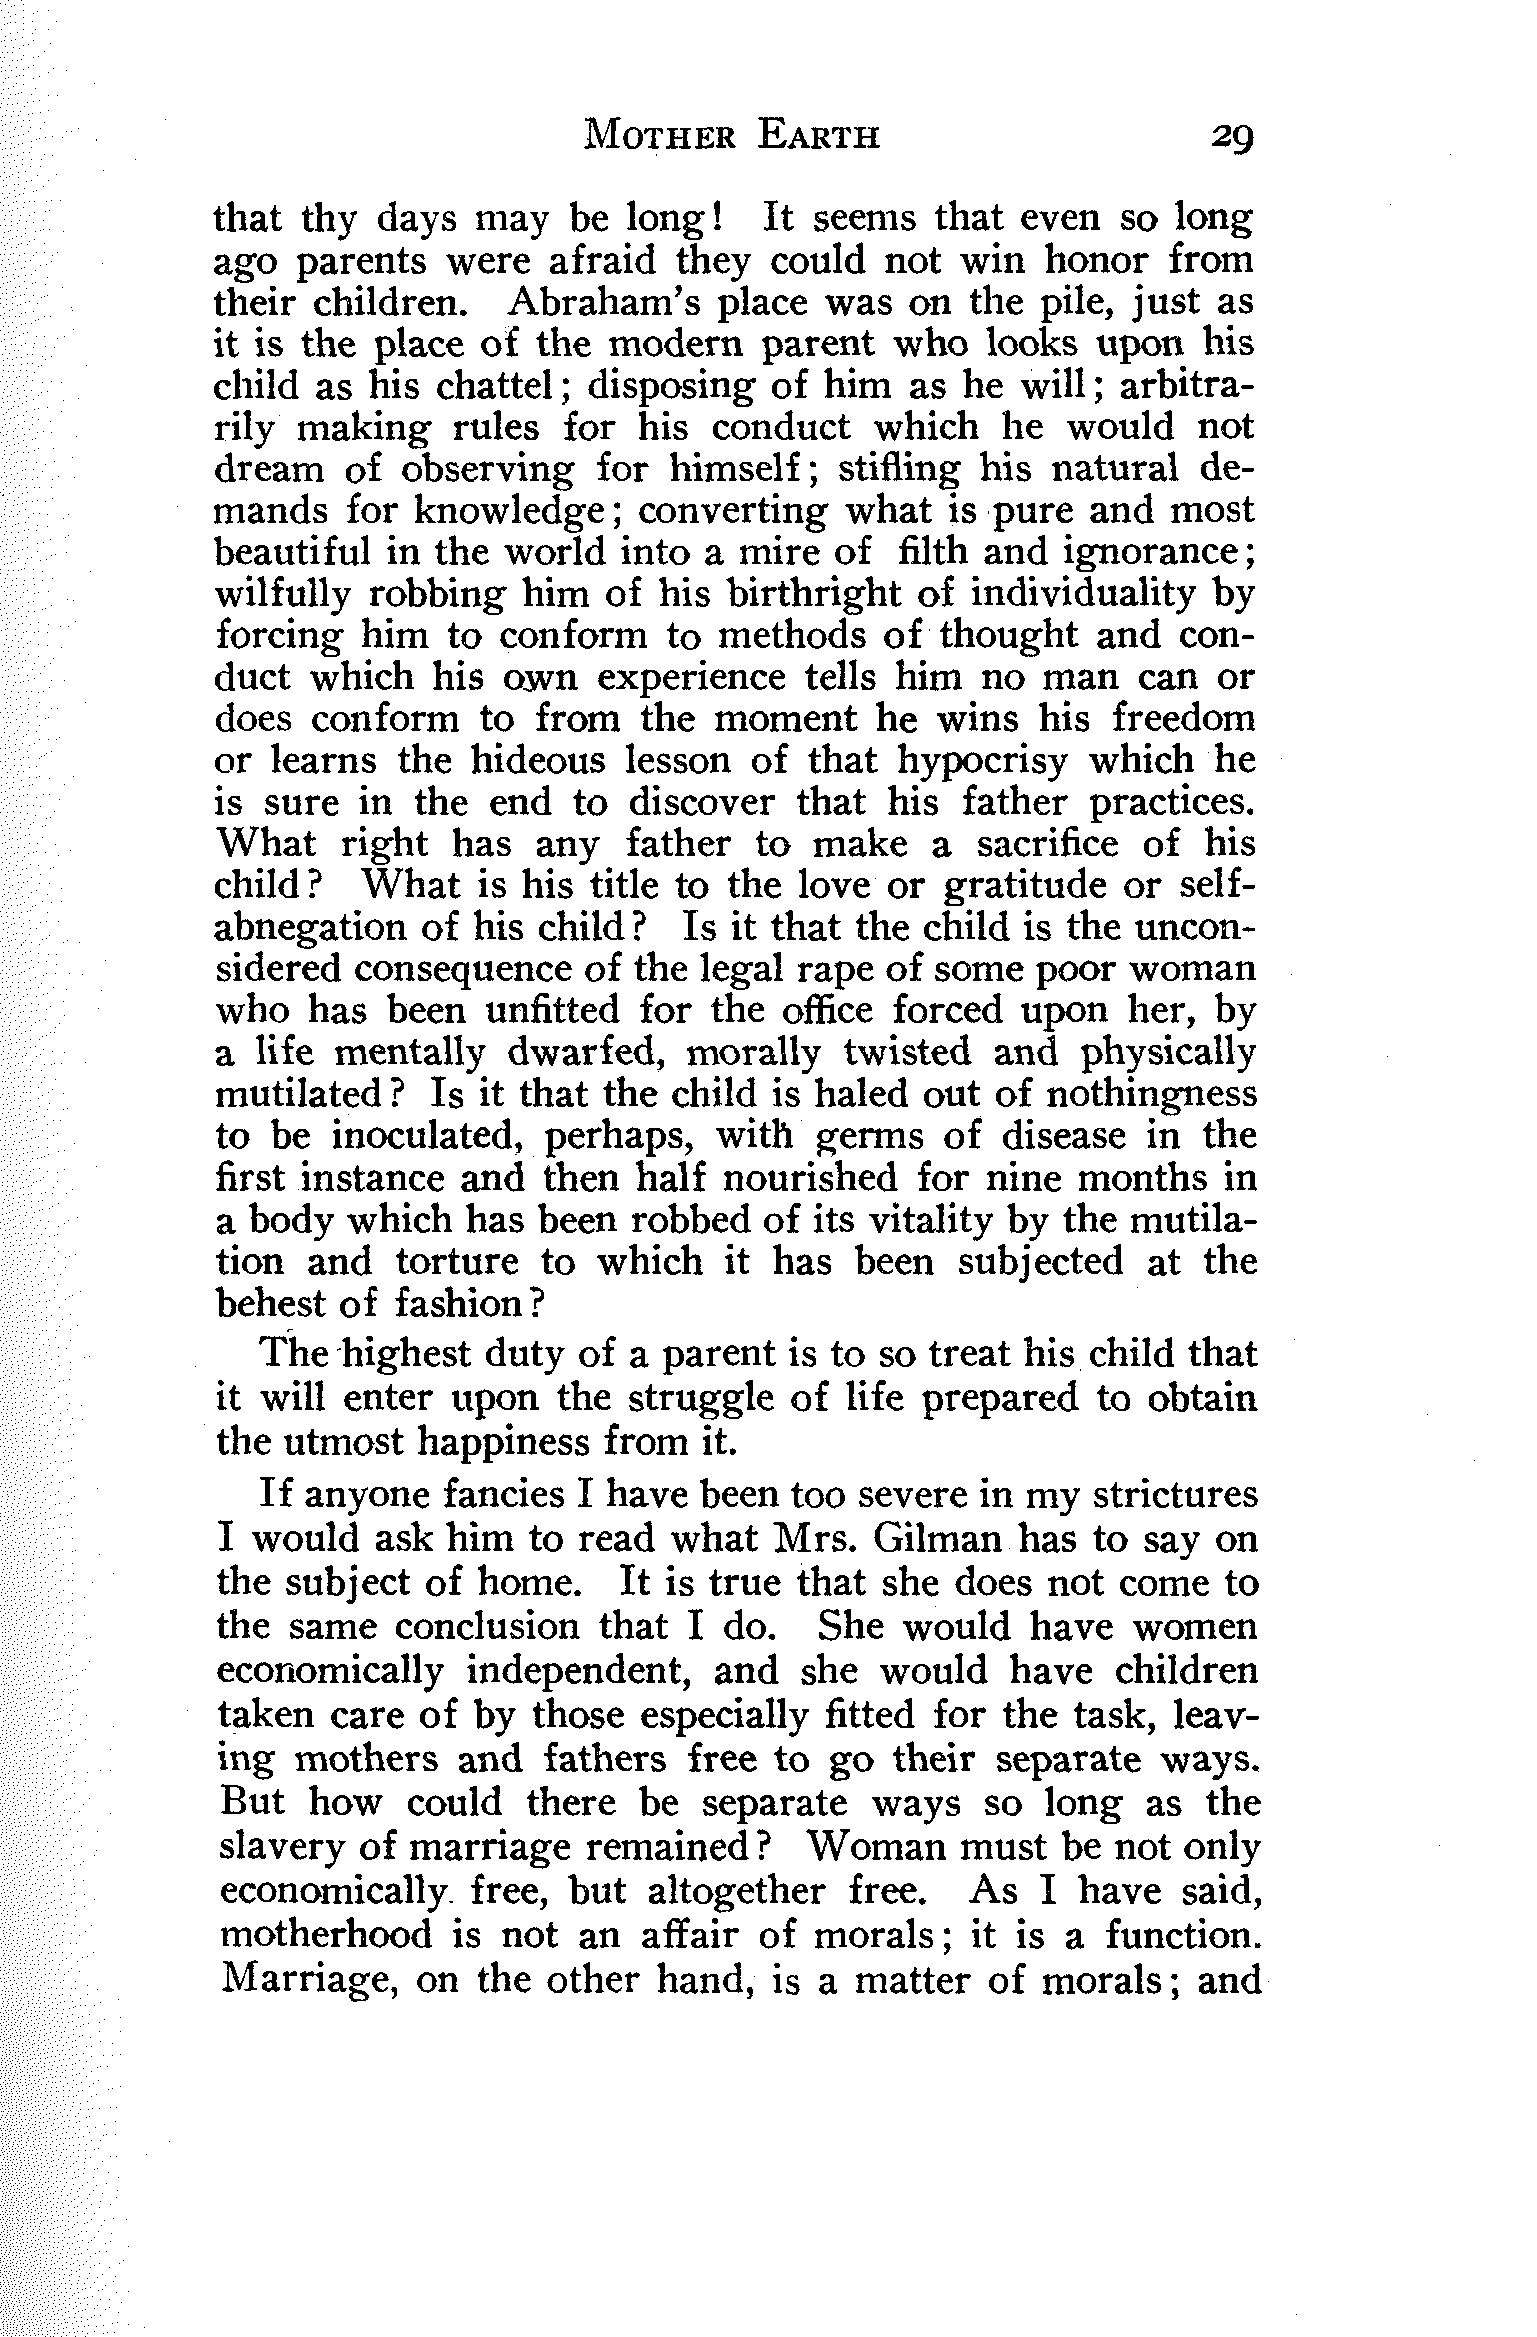 MOTHER EARTH 29
that thy days may be long! It seems that even so long
ago parents were afraid they could not win honor from
their children. Abraham's place was on the pile, just as
it is the place of the modern parent who looks upon his
child as his chattel; disposing of him as he will; arbitra-
rily making rules for his conduct which he would not
dream of observing for himself; stifling his natural de-
mands for knowledge; converting what is pure and most
beautiful in the world into a mire of filth and ignorance;
wilfully robbing him of his birthright of individuality by
forcing him to conform to methods of thought and con-
duct which his own experience tells him no man can or
does conform to from the moment he wins his freedom
or learns the hideous lesson of that hypocrisy which he
is sure in the end to discover that his father practices.
What right has any father to make a sacrifice of his
child? What is his title to the love or gratitude or self-
abnegation of his child? Is it that the child is the uncon-
sidered consequence of the legal rape of some poor woman
who has been unfitted for the office forced upon her, by
a life mentally dwarfed, morally twisted and physically
mutilated? Is it that the child is haled out of nothingness
to be inoculated, perhaps, with germs of disease in the
first instance and then half nourished for nine months in
a body which has been robbed of its vitality by the mutila-
tion and torture to which it has been subjected at the
behest of fashion?
The highest duty of a parent is to so treat his child that
it will enter upon the struggle of life prepared to obtain
the utmost happiness from it.
If anyone fancies I have been too severe in my strictures
I would ask him to read what Mrs. Gilman has to say on
the subject of home. It is true that she does not come to
the same conclusion that I do. She would have women
economically independent, and she would have children
taken care of by those especially fitted for the task, leav-
ing mothers and fathers free to go their separate ways.
But how could there be separate ways so long as the
slavery of marriage remained? Woman must be not only
economically free, but altogether free. As I have said,
motherhood is not an affair of morals; it is a function.
Marriage, on the other hand, is a matter of morals; and